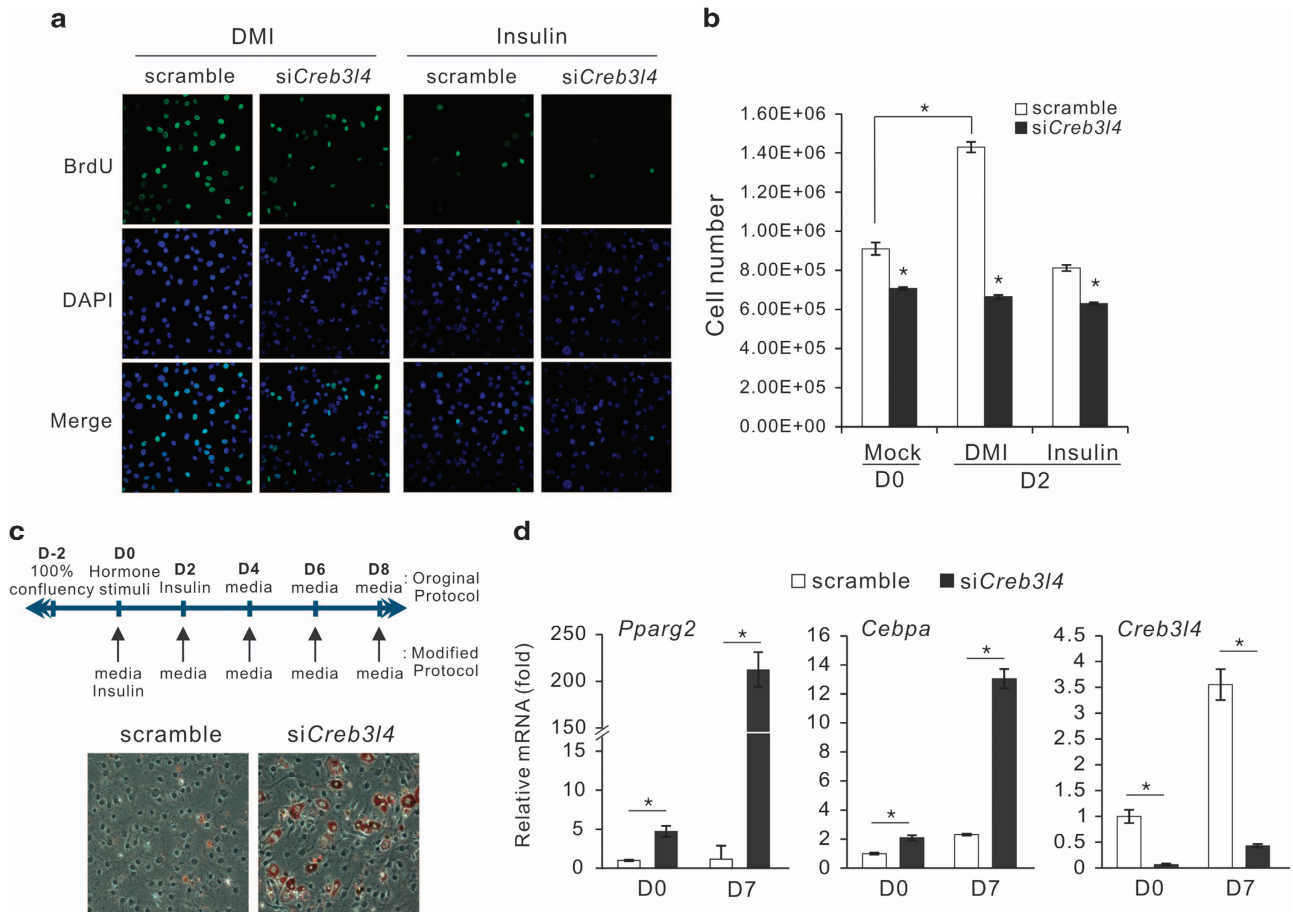 a
DMI
Insulin
scramble
siCreb3l4
scramble
siCreb3l4
BrdU
DAPI
Merge
b
scramble
siCreb3l4
*
Cell number
1.60E+06
1.40E+06
1.20E+06
1.00E+06
8.00E+05
6.00E+05
4.00E+05
2.00E+05
0.00E+00
*
*
*
Mock
DMI
Insulin
D0
D2
c
D-2
100%
confluency
D0
Hormone
stimuli
D2
Insulin
D4
media
D6
media
D8
media
: Oroginal
Protocol
media
Insulin
media
media
media
media
: Modified
Protocol
scramble
siCreb3l4
d
scramble
siCreb3l4
Relative mRNA (fold)
Pparg2
250
200
150
15
10
5
0
*
*
D0
D7
Cebpa
16
14
12
10
8
6
4
2
0
*
*
D0
D7
Creb3l4
4.5
4
3.5
3
2.5
2
1.5
1
0.5
0
*
*
D0
D7